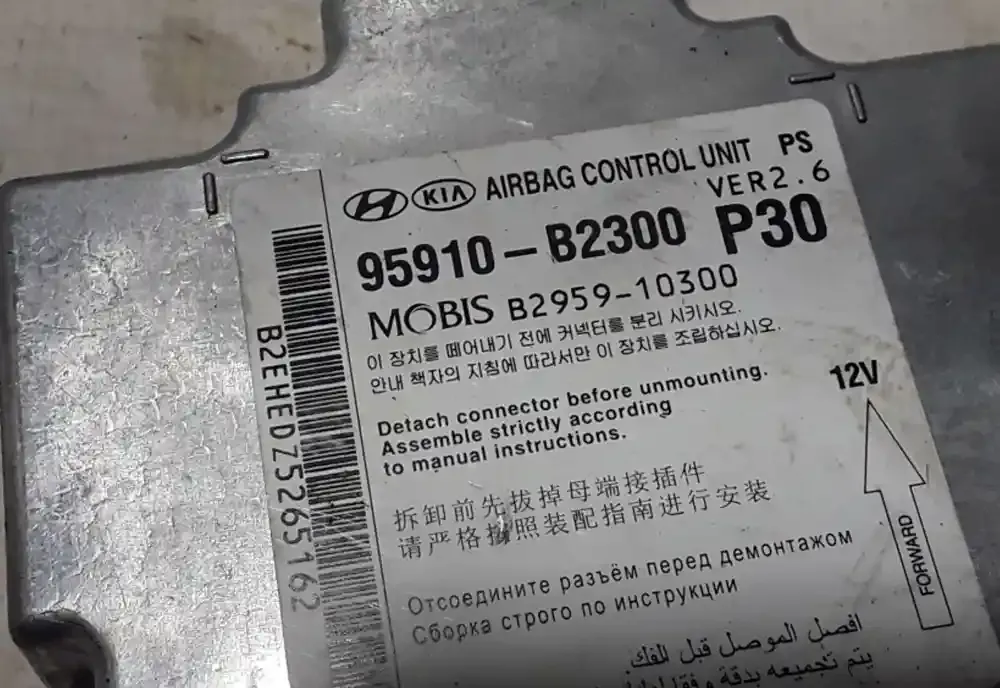 KIA AIRBAG CONTROL UNIT PS
VER2.6
95910-B2300 P30
MOBIS B2959-10300
이 장치를 떼어내기 전에 커넥터를 분리 시키시오.
안내 책자의 지침에 따라서만 이 장치를 조립하십시오.
12V
Detach connector before unmounting.
Assemble strictly according
to manual instructions.
拆卸前先拔掉母端接插件
请严格按照装配指南进行安装
FORWARD
Отсоедините разъём перед демонтажом
Сборка строго по инструкции
افصل الموصل قبل الفك.
يتم تجميعه بدقة
B2EHEDZ5265162